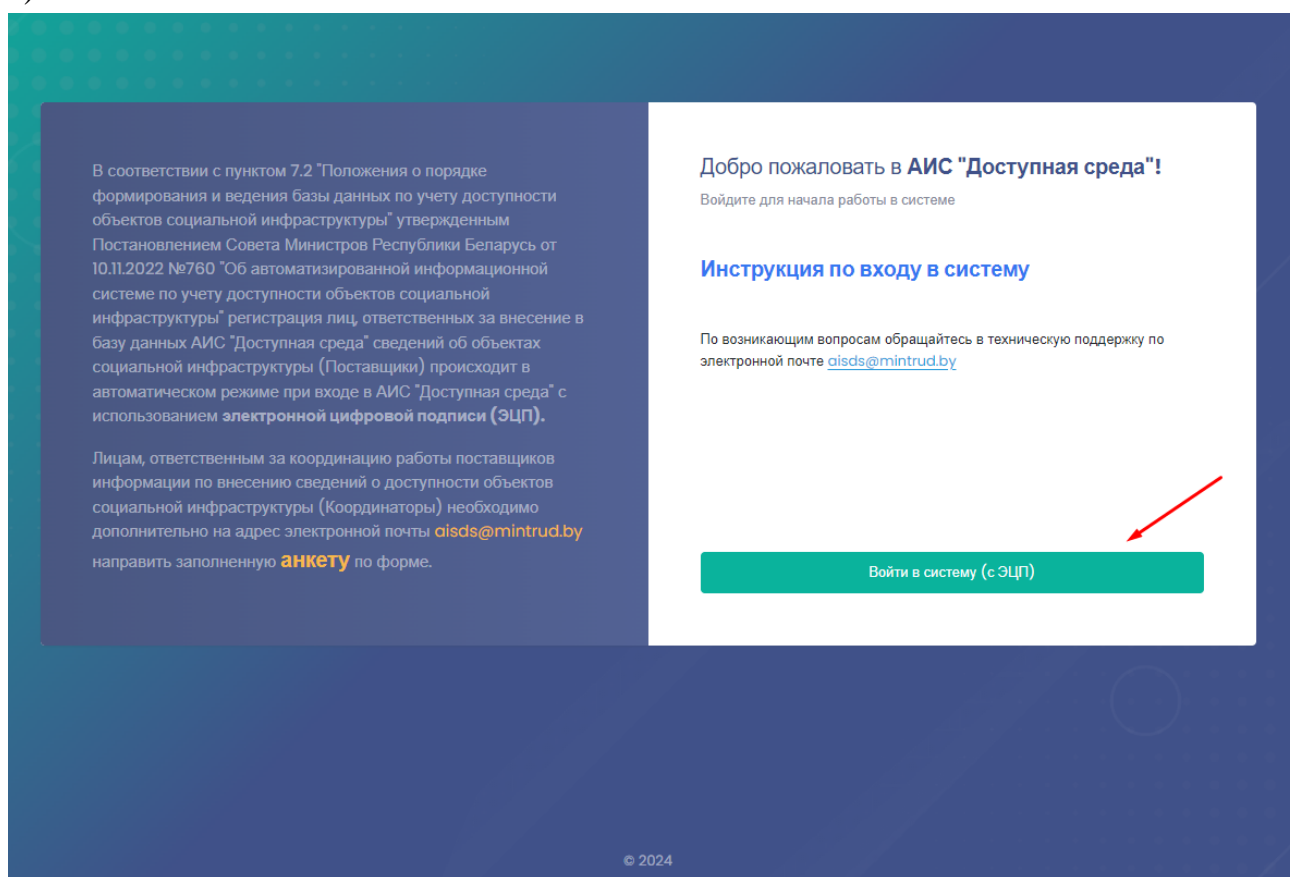 В соответствии с пунктом 7.2 "Положения о порядке
формирования и ведения базы данных по учету доступности
объектов социальной инфраструктуры" утвержденным
Постановлением Совета Министров Республики Беларусь от
10.11.2022 №760 "Об автоматизированной информационной
системе по учету доступности объектов социальной
инфраструктуры" регистрация лиц, ответственных за внесение в
базу данных АИС "Доступная среда" сведений об объектах
социальной инфраструктуры (Поставщики) происходит в
автоматическом режиме при входе в АИС "Доступная среда" с
использованием электронной цифровой подписи (ЭЦП).
Лицам, ответственным за координацию работы поставщиков
информации по внесению сведений о доступности объектов
социальной инфраструктуры (Координаторы) необходимо
дополнительно на адрес электронной почты aisds@mintrud.by
направить заполненную анкету по форме.
Добро пожаловать в АИС "Доступная среда"!
Войдите для начала работы в системе
Инструкция по входу в систему
По возникающим вопросам обращайтесь в техническую поддержку по
электронной почте aisds@mintrud.by
Войти в систему (с ЭЦП)
© 2024